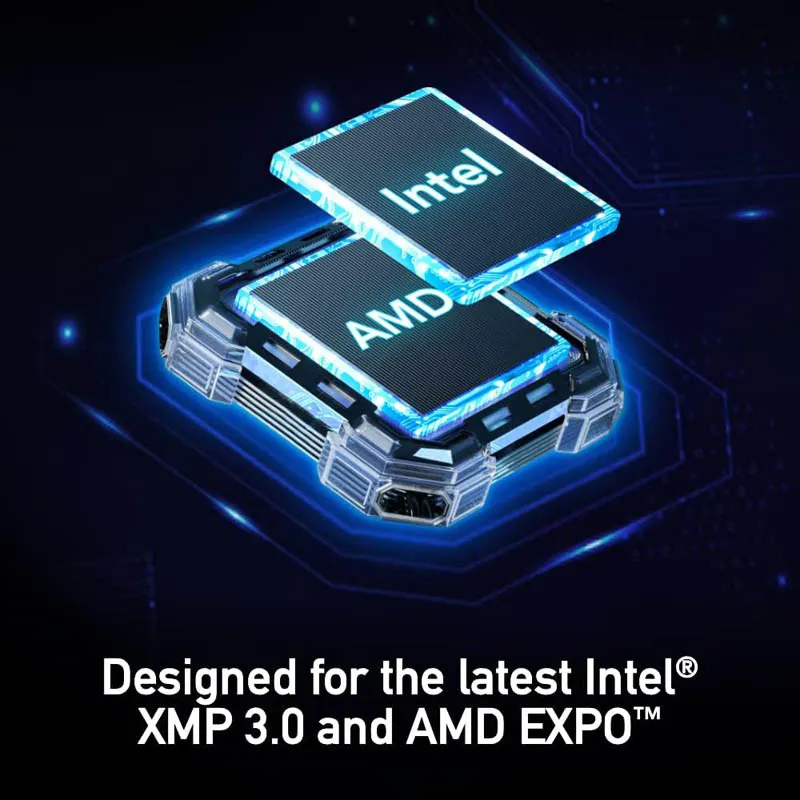 Intel
AMD
Designed for the latest Intel®
XMP 3.0 and AMD EXPO™